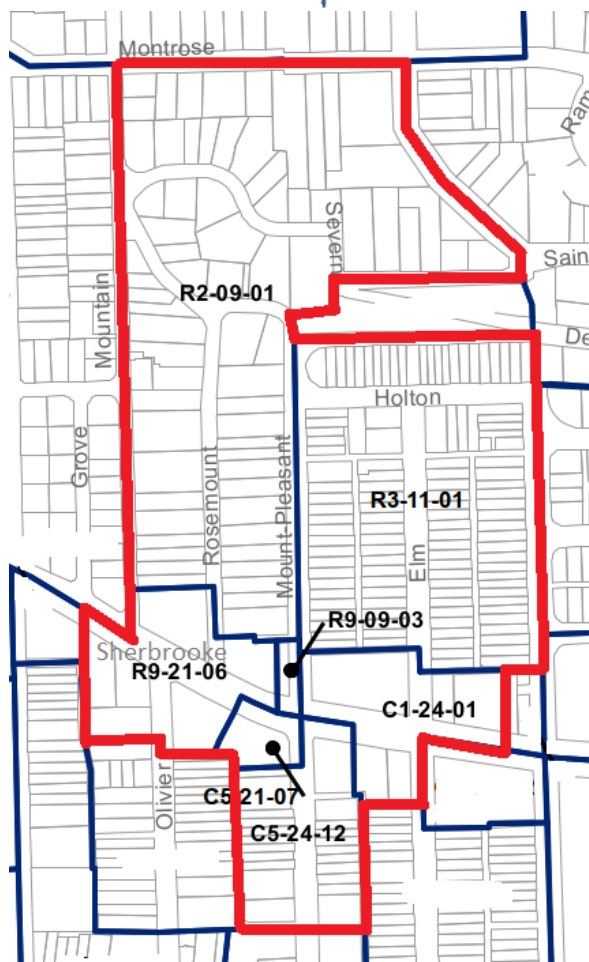 Montrose
Ram
Severn
Sain
R2-09-01
Mountain
De
Holton
Grove
Rosemount
Mount-Pleasant
R3-11-01
Elm
R9-09-03
Sherbrooke
R9-21-06
C1-24-01
Olivier
C5-21-07
C5-24-12